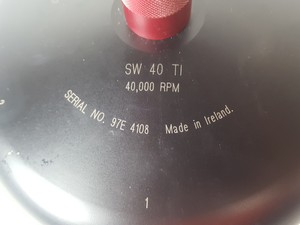 SW 40 TI
40,000 RPM
SERIAL NO. 97E 4108 Made in Ireland.
1